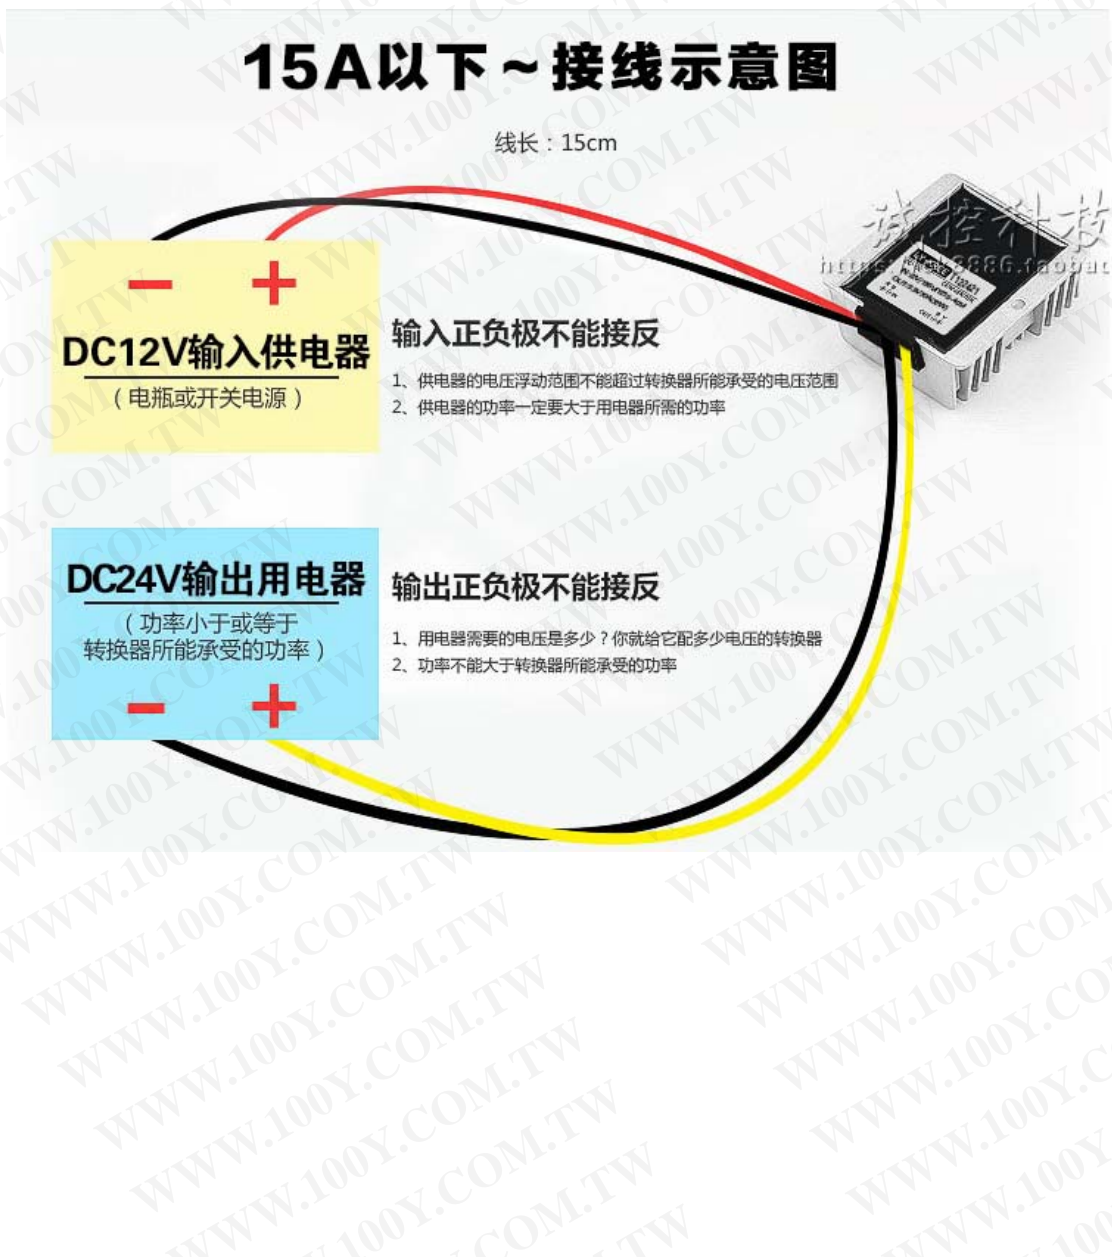 15A以下～接线示意图
线长：15cm
诚控科技
− +
DC12V输入供电器
（电瓶或开关电源）
输入正负极不能接反
1、供电器的电压浮动范围不能超过转换器所能承受的电压范围
2、供电器的功率一定要大于用电器所需的功率
DC24V输出用电器
（功率小于或等于
转换器所能承受的功率）
− +
输出正负极不能接反
1、用电器需要的电压是多少？你就给它配多少电压的转换器
2、功率不能大于转换器所能承受的功率
WWW.100Y.COM.TW